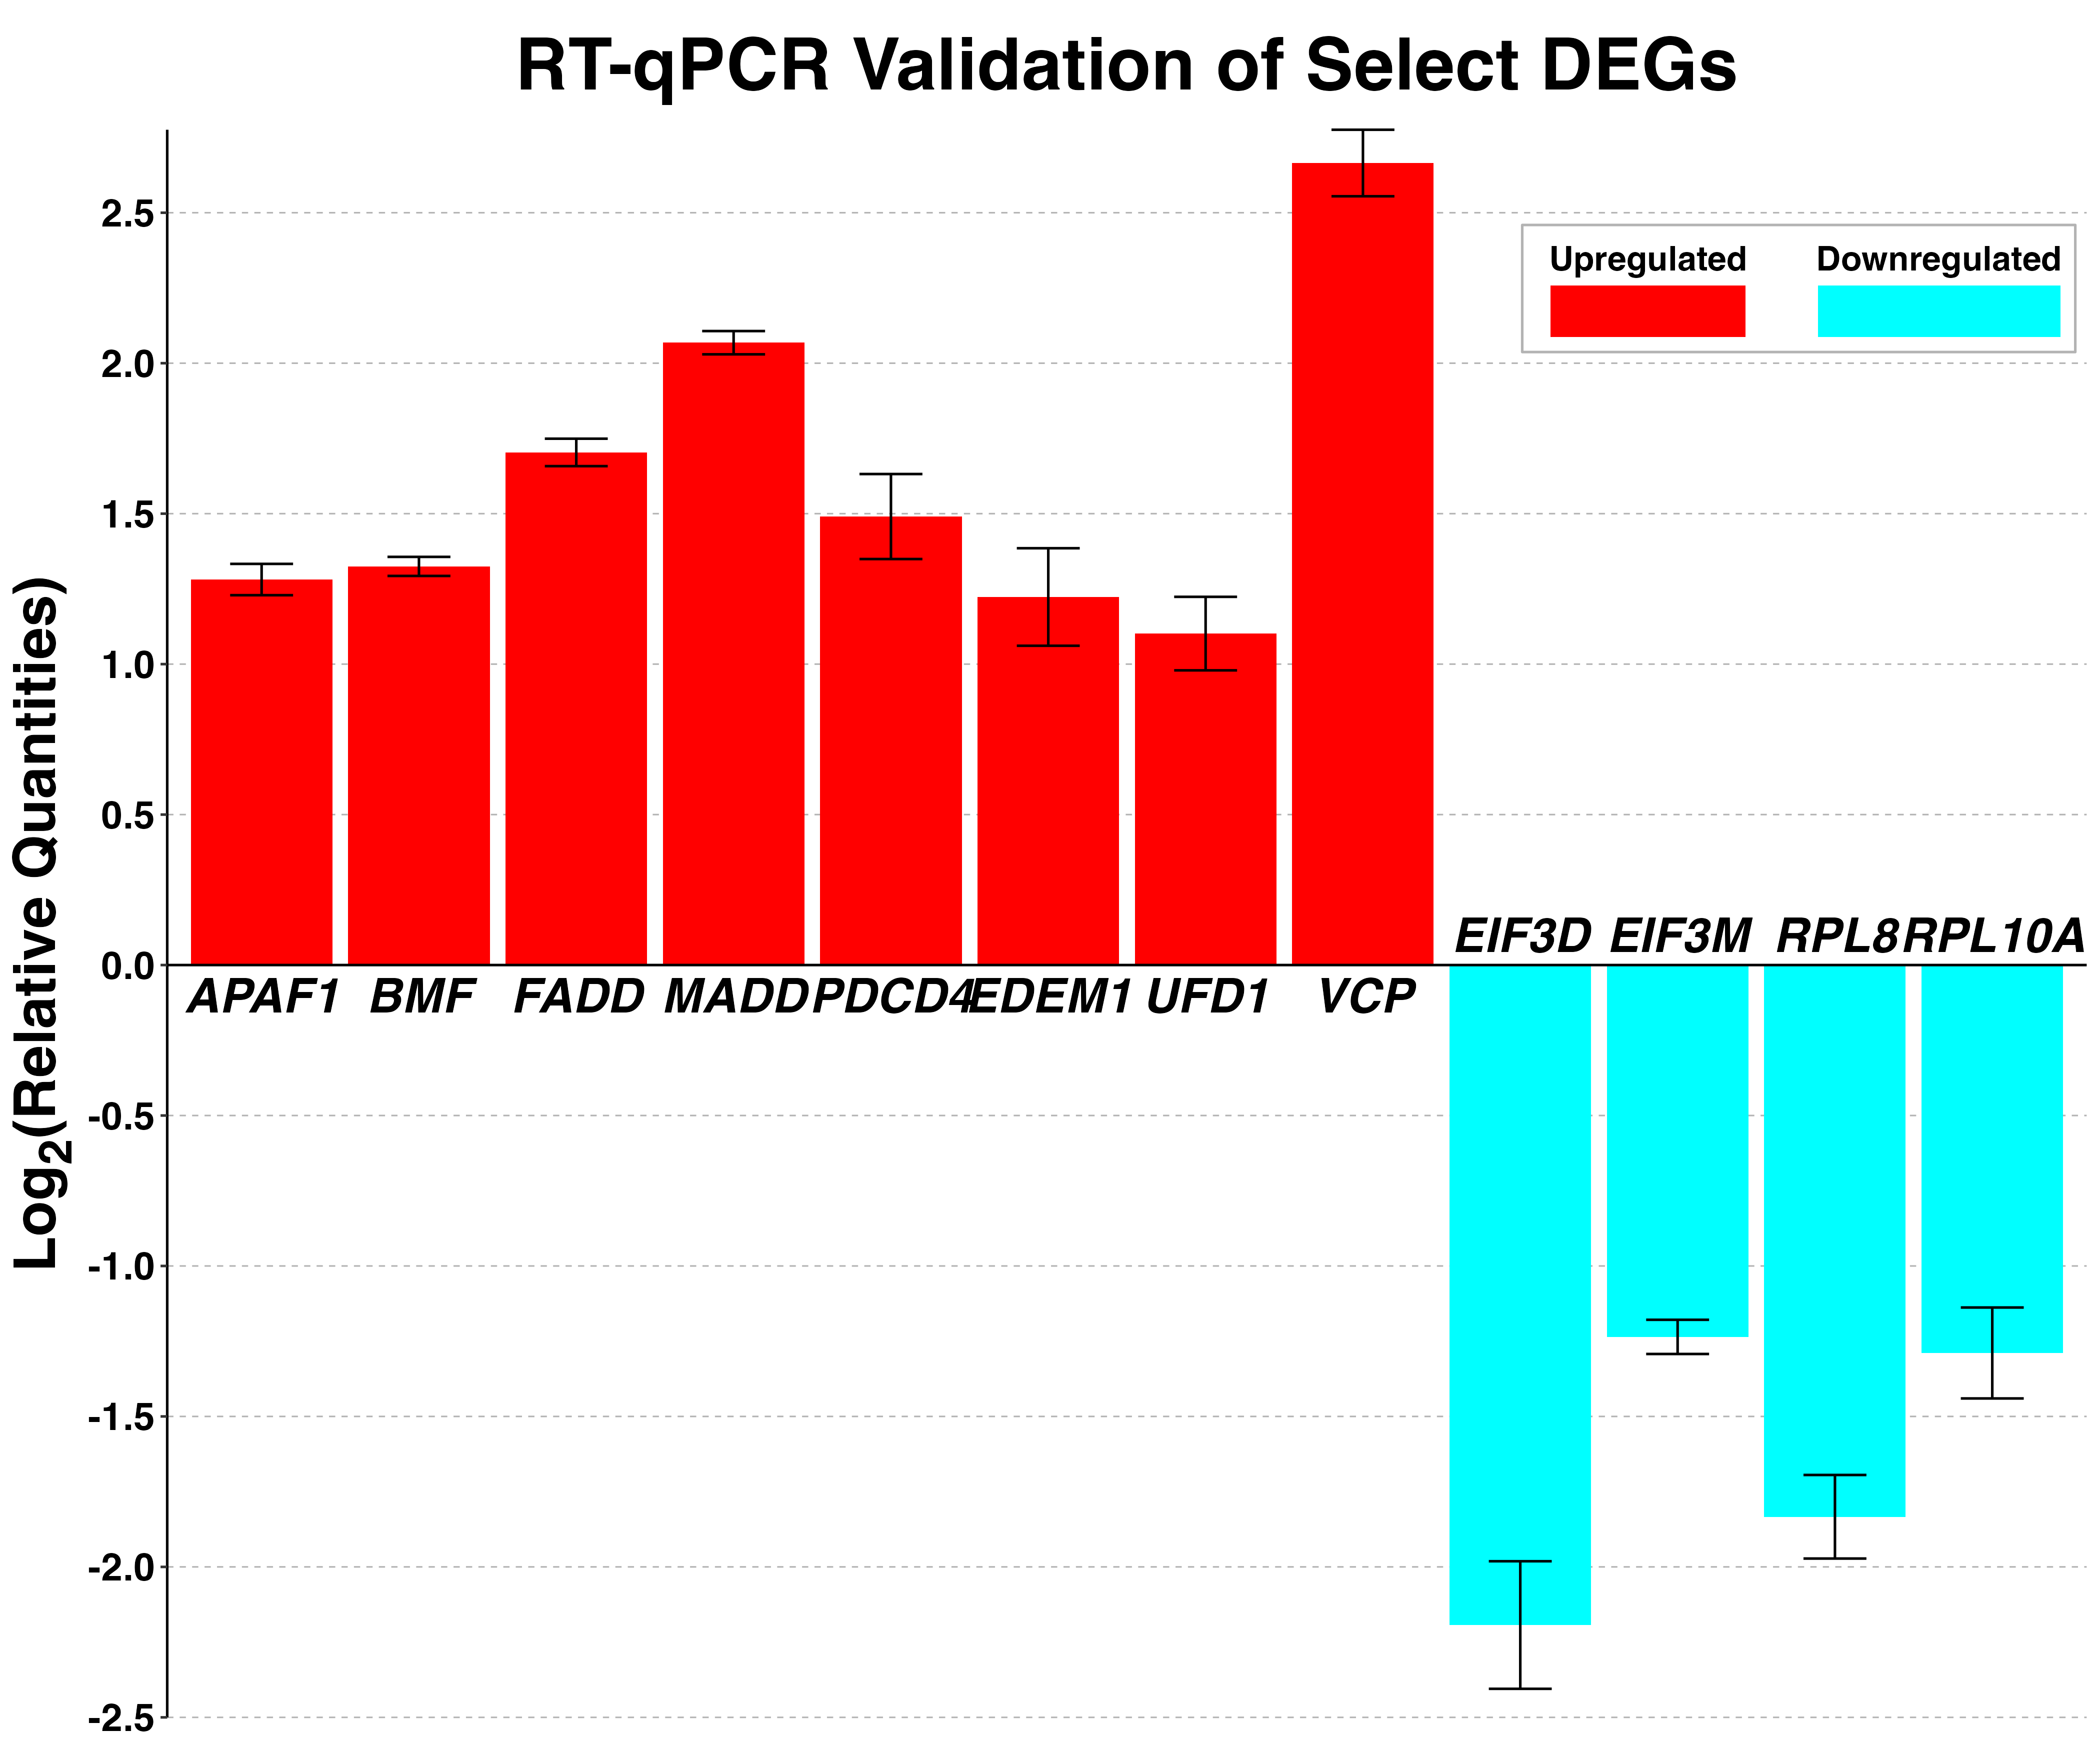 RT-qPCR Validation of Select DEGs
Log2(Relative Quantities)
2.5
2.0
1.5
1.0
0.5
0.0
-0.5
-1.0
-1.5
-2.0
-2.5
Upregulated Downregulated
EIF3D EIF3M RPL8 RPL10A
APAF1 BMF FADD MADD PDCD4 EDEM1 UFD1 VCP